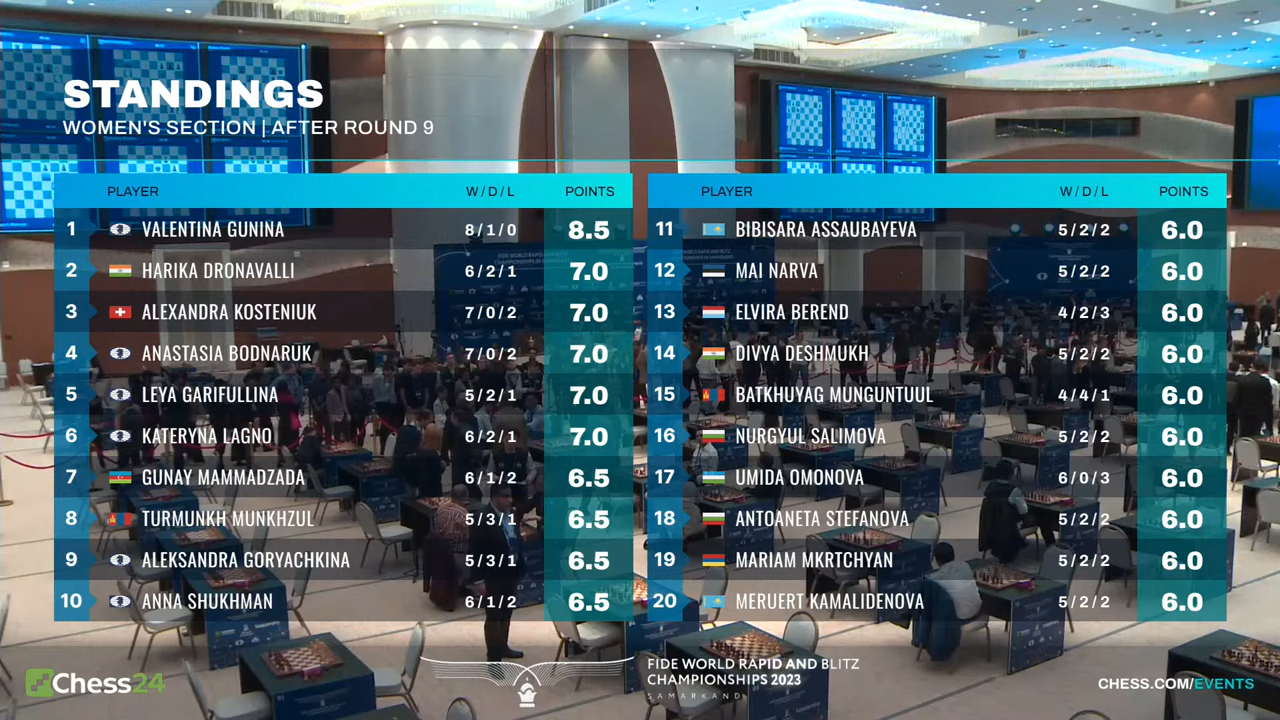 STANDINGS
WOMEN'S SECTION | AFTER ROUND 9
PLAYER W / D / L POINTS
1 VALENTINA GUNINA 8 / 1 / 0 8.5
2 HARIKA DRONAVALLI 6 / 2 / 1 7.0
3 ALEXANDRA KOSTENIUK 7 / 0 / 2 7.0
4 ANASTASIA BODNARUK 7 / 0 / 2 7.0
5 LEYA GARIFULLINA 5 / 2 / 1 7.0
6 KATERYNA LAGNO 6 / 2 / 1 7.0
7 GUNAY MAMMADZADA 6 / 1 / 2 6.5
8 TURMUNKH MUNKHZUL 5 / 3 / 1 6.5
9 ALEKSANDRA GORYACHKINA 5 / 3 / 1 6.5
10 ANNA SHUKHMAN 6 / 1 / 2 6.5
PLAYER W / D / L POINTS
11 BIBISARA ASSAUBAYEVA 5 / 2 / 2 6.0
12 MAI NARVA 5 / 2 / 2 6.0
13 ELVIRA BEREND 4 / 2 / 3 6.0
14 DIVYA DESHMUKH 5 / 2 / 2 6.0
15 BATKHUYAG MUNGUNTUUL 4 / 4 / 1 6.0
16 NURGYUL SALIMOVA 5 / 2 / 2 6.0
17 UMIDA OMONOVA 6 / 0 / 3 6.0
18 ANTOANETA STEFANOVA 5 / 2 / 2 6.0
19 MARIAM MKRTCHYAN 5 / 2 / 2 6.0
20 MERUERT KAMALIDENOVA 5 / 2 / 2 6.0
Chess24
FIDE WORLD RAPID AND BLITZ
CHAMPIONSHIPS 2023
SAMARKAND
CHESS.COM/EVENTS